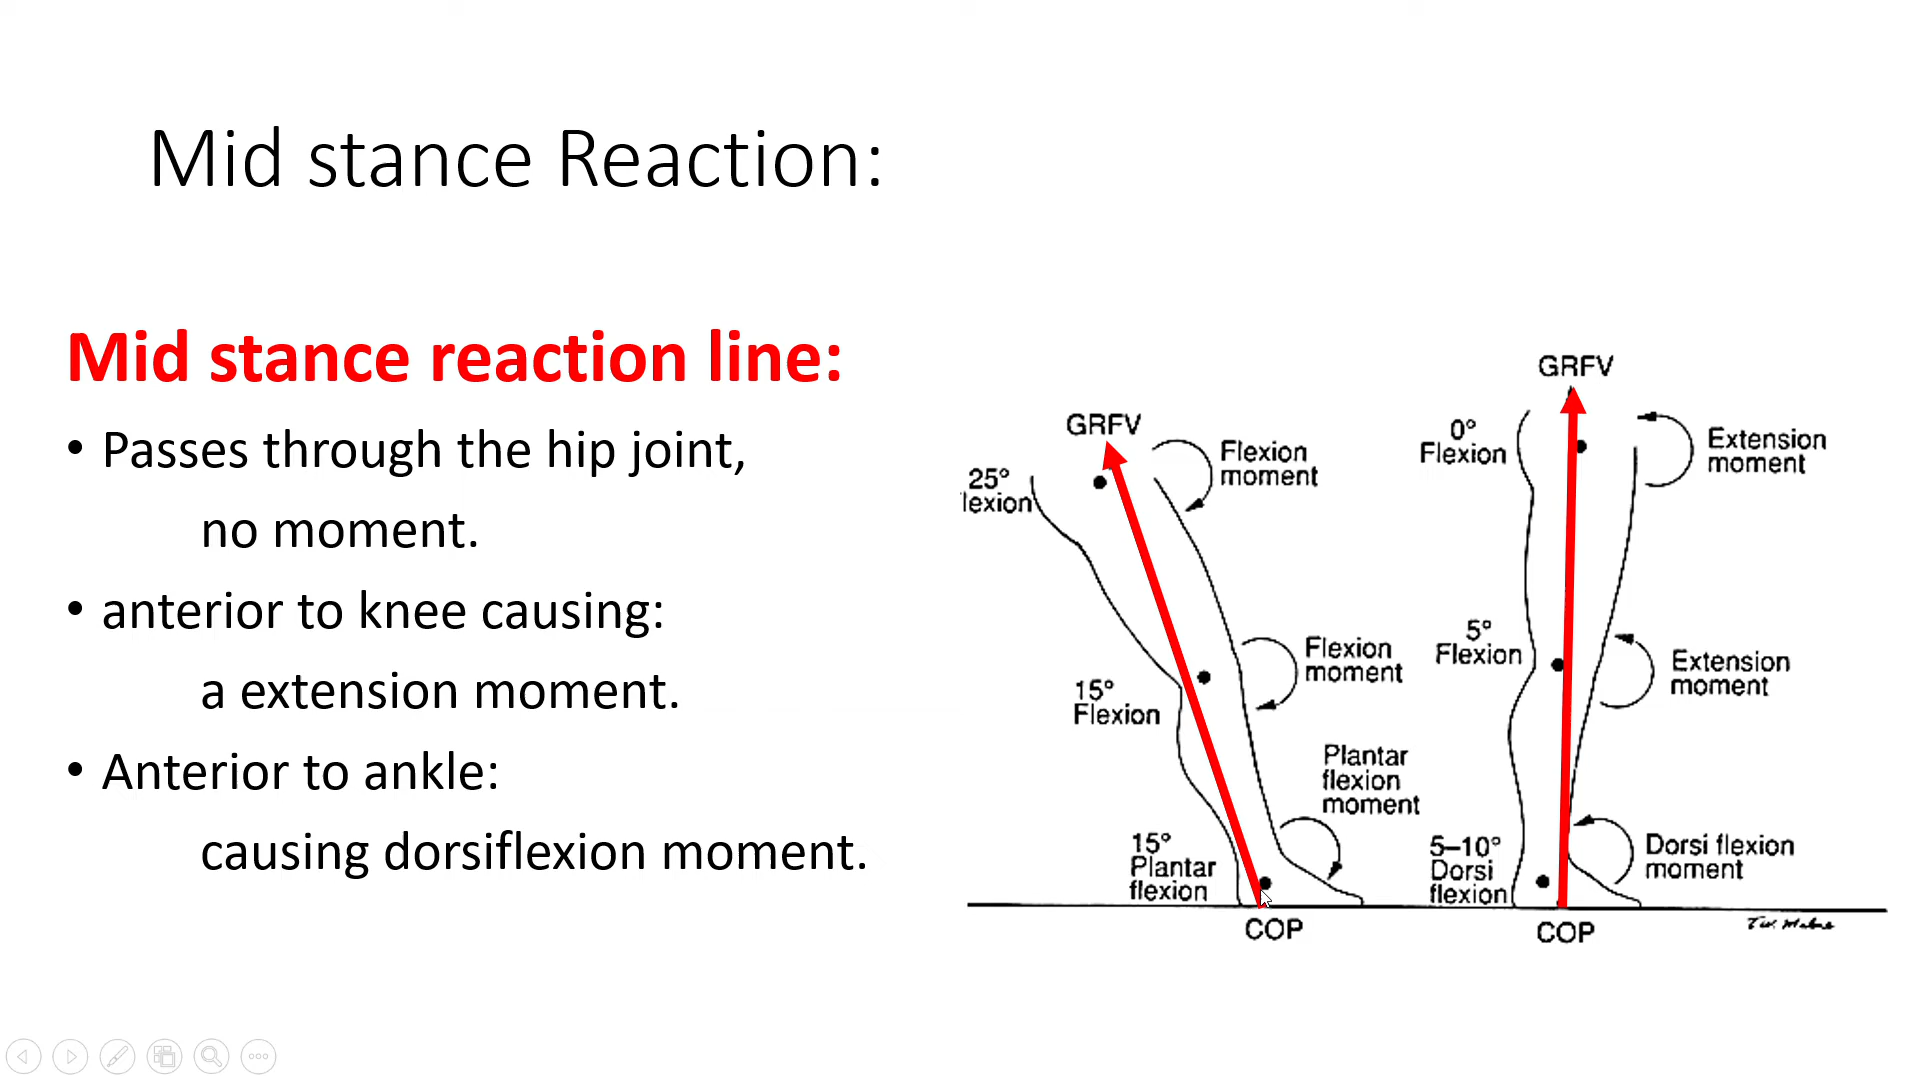 Mid stance Reaction:
Mid stance reaction line:
• Passes through the hip joint,
no moment.
• anterior to knee causing:
a extension moment.
• Anterior to ankle:
causing dorsiflexion moment.
GRFV
25°
lexion
Flexion
moment
15°
Flexion
Flexion
moment
Plantar
flexion
moment
15°
Plantar
flexion
COP
GRFV
0°
Flexion
Extension
moment
5°
Flexion
Extension
moment
5–10°
Dorsi
flexion
Dorsi flexion
moment
COP